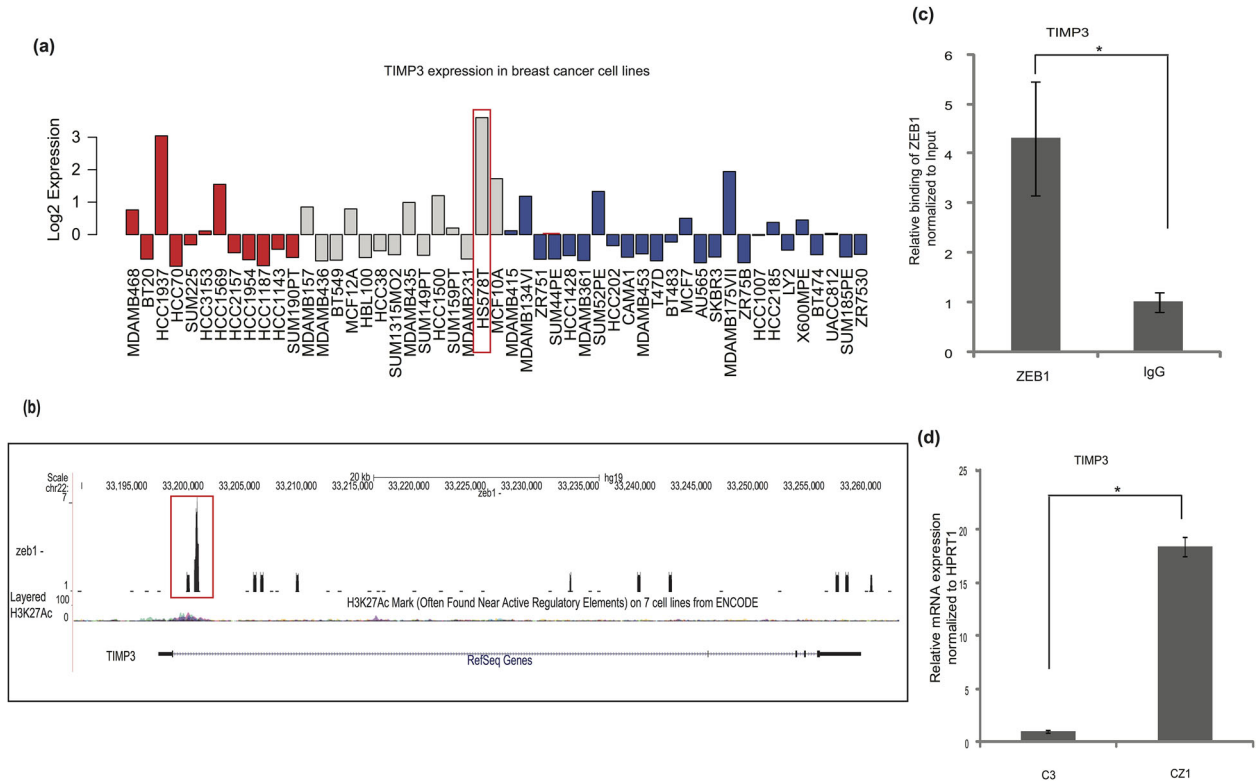 (a)
TIMP3 expression in breast cancer cell lines
Log2 Expression
3
2
1
0
MDAMB468
BT20
HCC1937
HCC70
SUM225
HCC3153
HCC1569
HCC2157
HCC1954
HCC1187
HCC1143
SUM190PT
MDAMB157
MDAMB436
BT549
MCF12A
HBL100
HCC38
SUM1315MO2
MDAMB435
SUM149PT
HCC1500
SUM159PT
MDAMB231
HS578T
MCF10A
MDAMB415
MDAMB134VI
ZR751
SUM44PE
HCC1428
MDAMB361
SUM52PE
HCC202
CAMA1
MDAMB453
T47D
BT483
MCF7
AU565
SKBR3
MDAMB175VII
ZR75B
HCC1007
HCC2185
LY2
X600MPE
BT474
UACC812
SUM185PE
ZR7530
(b)
Scale
20 kb
hg19
chr22:
33,195,000 33,200,000 33,205,000 33,210,000 33,215,000 33,220,000 33,225,000 33,230,000 33,235,000 33,240,000 33,245,000 33,250,000 33,255,000 33,260,000
zeb1 -
7
zeb1 -
1
Layered
H3K27Ac
100
0
H3K27Ac Mark (Often Found Near Active Regulatory Elements) on 7 cell lines from ENCODE
TIMP3
RefSeq Genes
(c)
TIMP3
*
Relative binding of ZEB1
normalized to Input
6
5
4
3
2
1
0
ZEB1
IgG
(d)
TIMP3
*
Relative mRNA expression
normalized to HPRT1
25
20
15
10
5
0
C3
CZ1